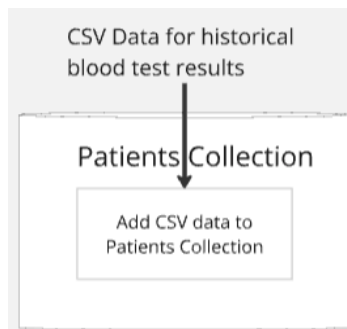 CSV Data for historical
blood test results
Patients Collection
Add CSV data to
Patients Collection